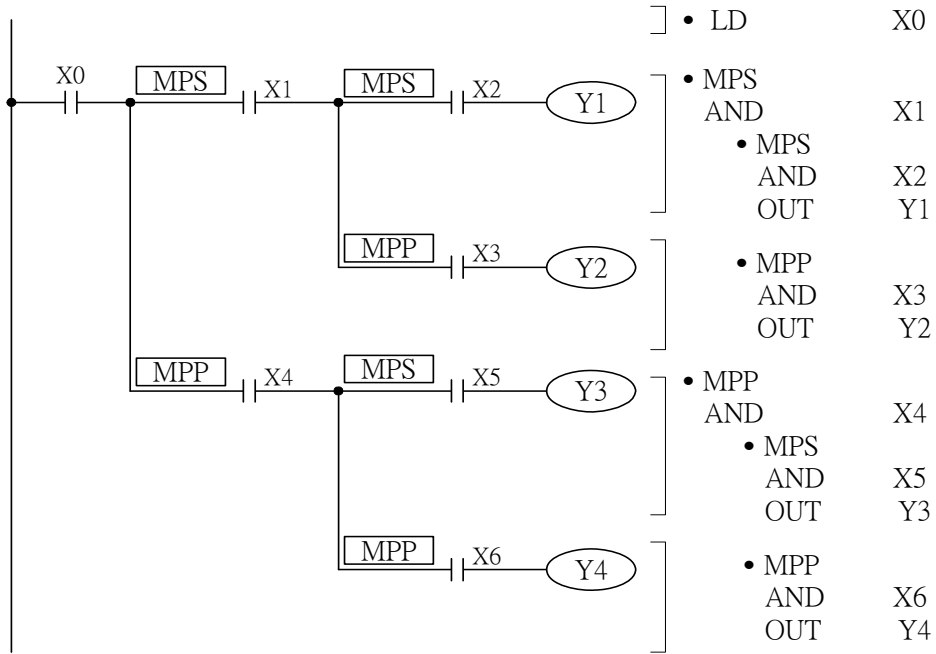 X0
MPS
X1
MPS
X2
Y1
MPP
X3
Y2
MPP
X4
MPS
X5
Y3
MPP
X6
Y4
• LD X0
• MPS
AND X1
• MPS
AND X2
OUT Y1
• MPP
AND X3
OUT Y2
• MPP
AND X4
• MPS
AND X5
OUT Y3
• MPP
AND X6
OUT Y4